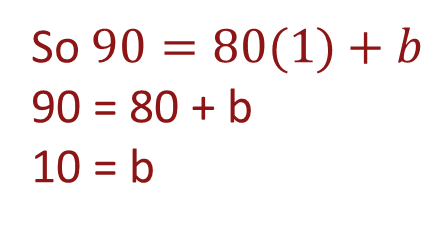 So 90 = 80(1) + b
90 = 80 + b
10 = b